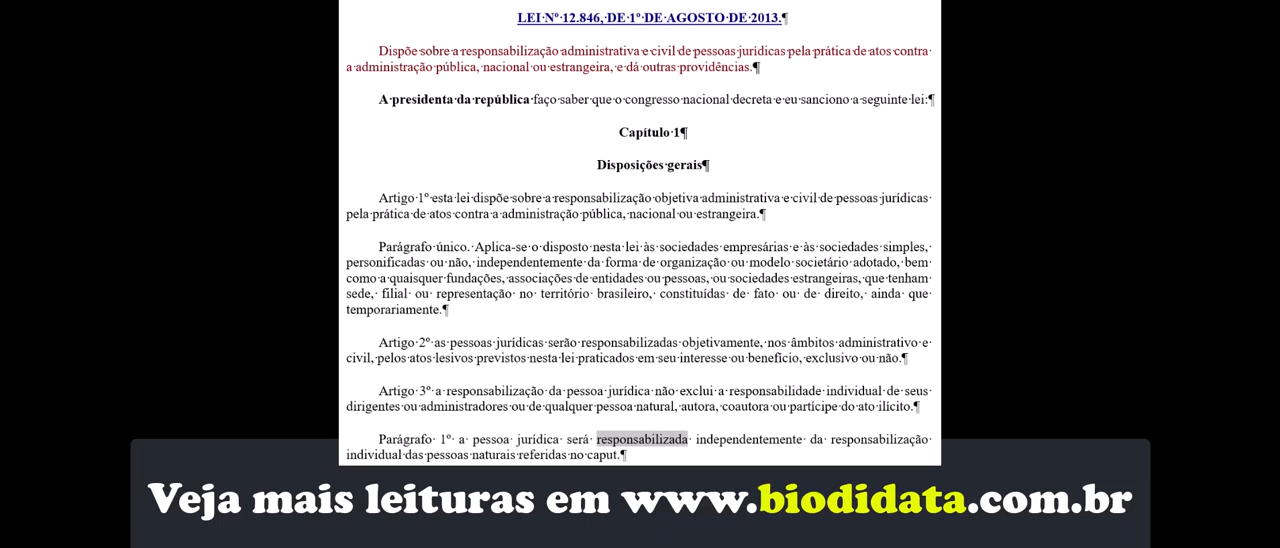 LEI Nº 12.846, DE 1º DE AGOSTO DE 2013.
Dispõe sobre a responsabilização administrativa e civil de pessoas jurídicas pela prática de atos contra
a administração pública, nacional ou estrangeira, e dá outras providências.
A presidenta da república faço saber que o congresso nacional decreta e eu sanciono a seguinte lei:
Capítulo 1
Disposições gerais
Artigo 1º esta lei dispõe sobre a responsabilização objetiva administrativa e civil de pessoas jurídicas
pela prática de atos contra a administração pública, nacional ou estrangeira.
Parágrafo único. Aplica-se o disposto nesta lei às sociedades empresárias e às sociedades simples,
personificadas ou não, independentemente da forma de organização ou modelo societário adotado, bem
como a quaisquer fundações, associações de entidades ou pessoas, ou sociedades estrangeiras, que tenham
sede, filial ou representação no território brasileiro, constituídas de fato ou de direito, ainda que
temporariamente.
Artigo 2º as pessoas jurídicas serão responsabilizadas objetivamente, nos âmbitos administrativo e
civil, pelos atos lesivos previstos nesta lei praticados em seu interesse ou benefício, exclusivo ou não.
Artigo 3º a responsabilização da pessoa jurídica não exclui a responsabilidade individual de seus
dirigentes ou administradores ou de qualquer pessoa natural, autora, coautora ou partícipe do ato ilícito.
Parágrafo 1º a pessoa jurídica será responsabilizada independentemente da responsabilização
individual das pessoas naturais referidas no caput.
Veja mais leituras em www.biodidata.com.br